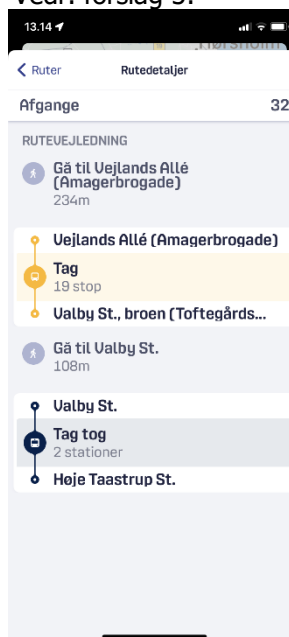 13.14
Ruter
Rutedetaljer
Afgange
32
RUTEVEJLEDNING
Gå til Vejlands Allé
(Amagerbrogade)
234m
Vejlands Allé (Amagerbrogade)
Tag
19 stop
Valby St., broen (Toftegårds...
Gå til Valby St.
108m
Valby St.
Tag tog
2 stationer
Høje Taastrup St.